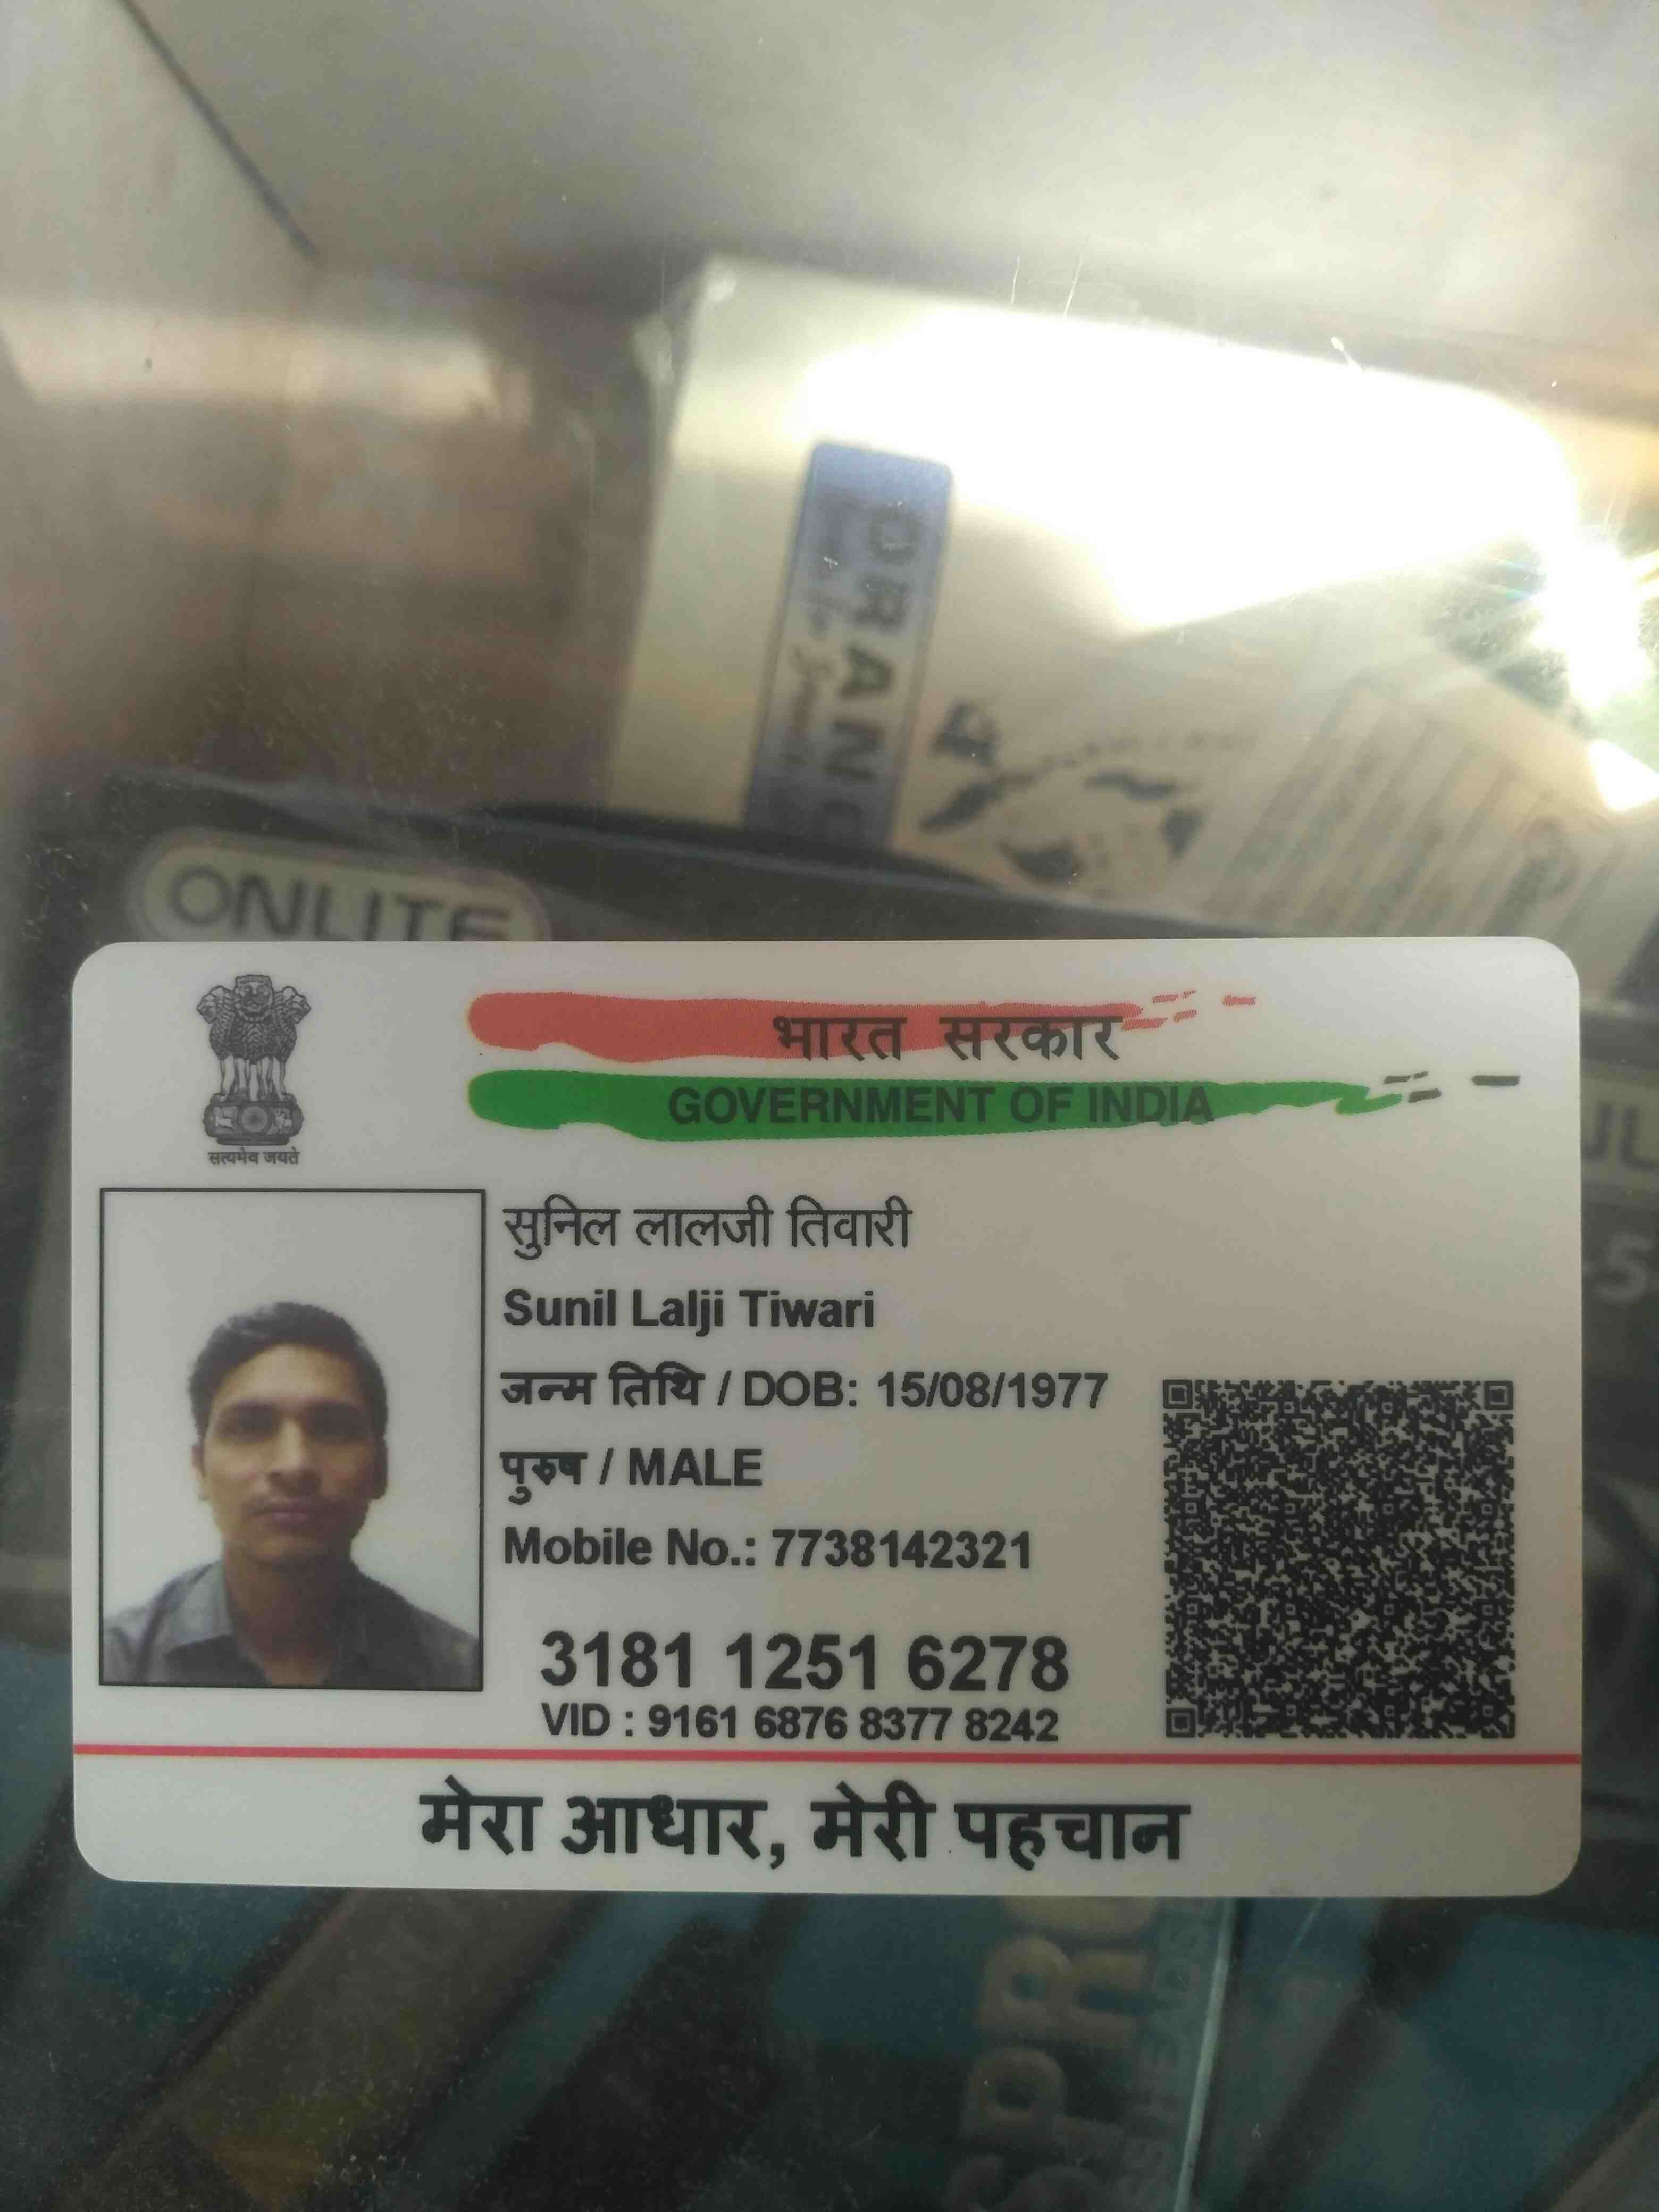 ORANG
ONLITE
भारत सरकार
GOVERNMENT OF INDIA
सत्यमेव जयते
सुनिल लालजी तिवारी
Sunil Lalji Tiwari
जन्म तिथि / DOB: 15/08/1977
पुरुष / MALE
Mobile No.: 7738142321
3181 1251 6278
VID : 9161 6876 8377 8242
मेरा आधार, मेरी पहचान